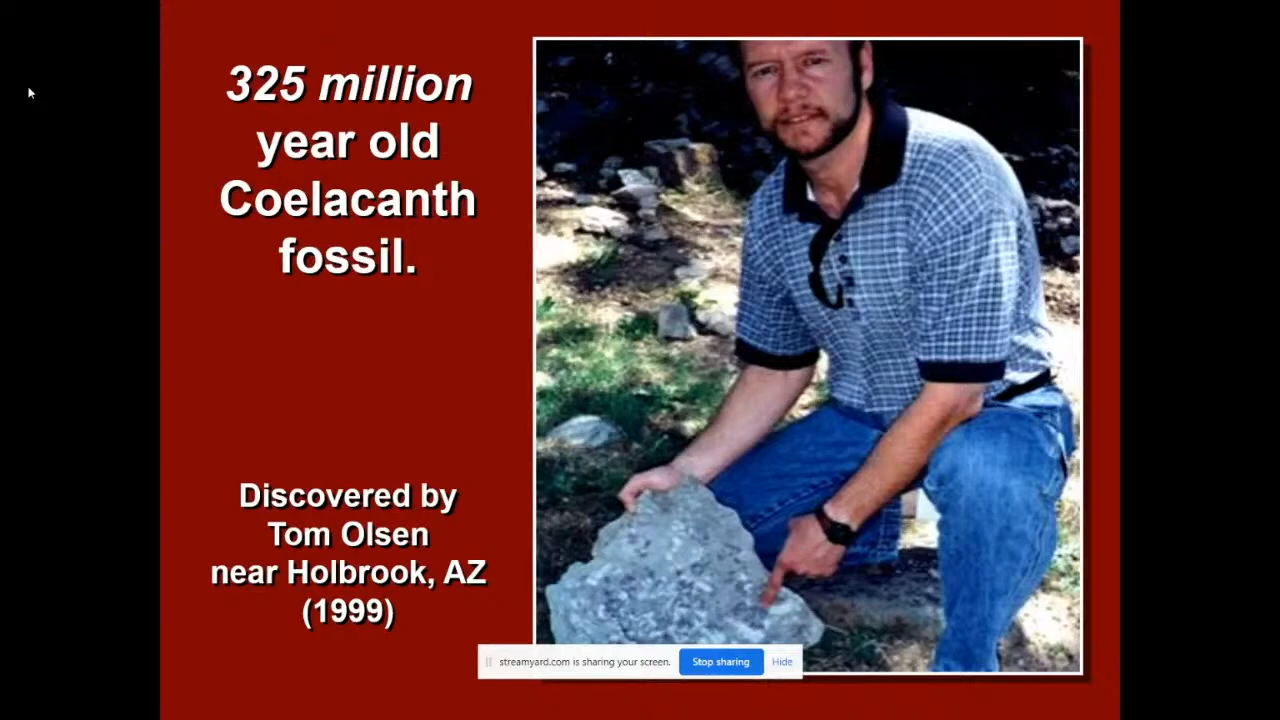 325 million
year old
Coelacanth
fossil.
Discovered by
Tom Olsen
near Holbrook, AZ
(1999)
streamyard.com is sharing your screen. Stop sharing Hide